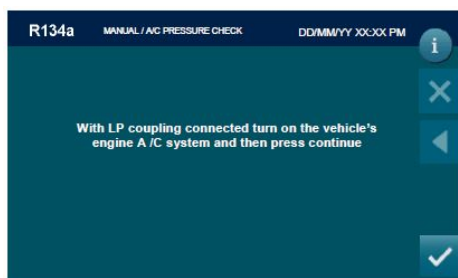 R134a MANUAL / A/C PRESSURE CHECK DD/MM/YY XX:XX PM
i
With LP coupling connected turn on the vehicle's
engine A /C system and then press continue